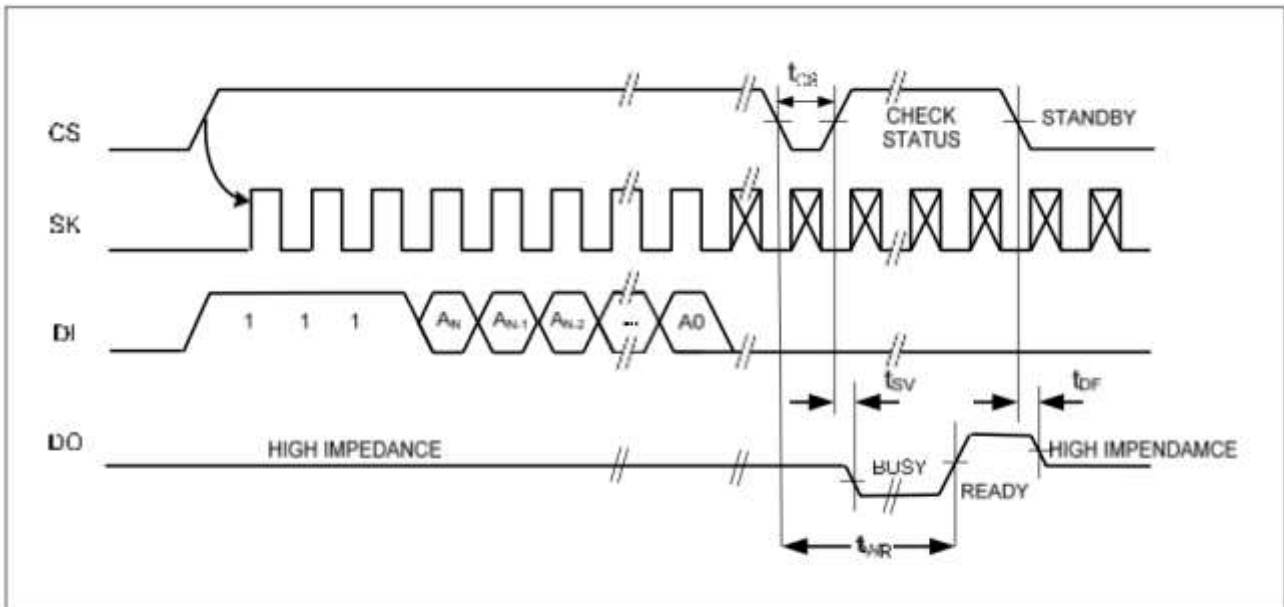 tCS
CS
CHECK
STATUS
STANDBY
SK
DI
1 1 1 AN AN-1 AN-2 ... A0
tSV
tDF
DO
HIGH IMPEDANCE
HIGH IMPENDAMCE
BUSY
READY
tWR